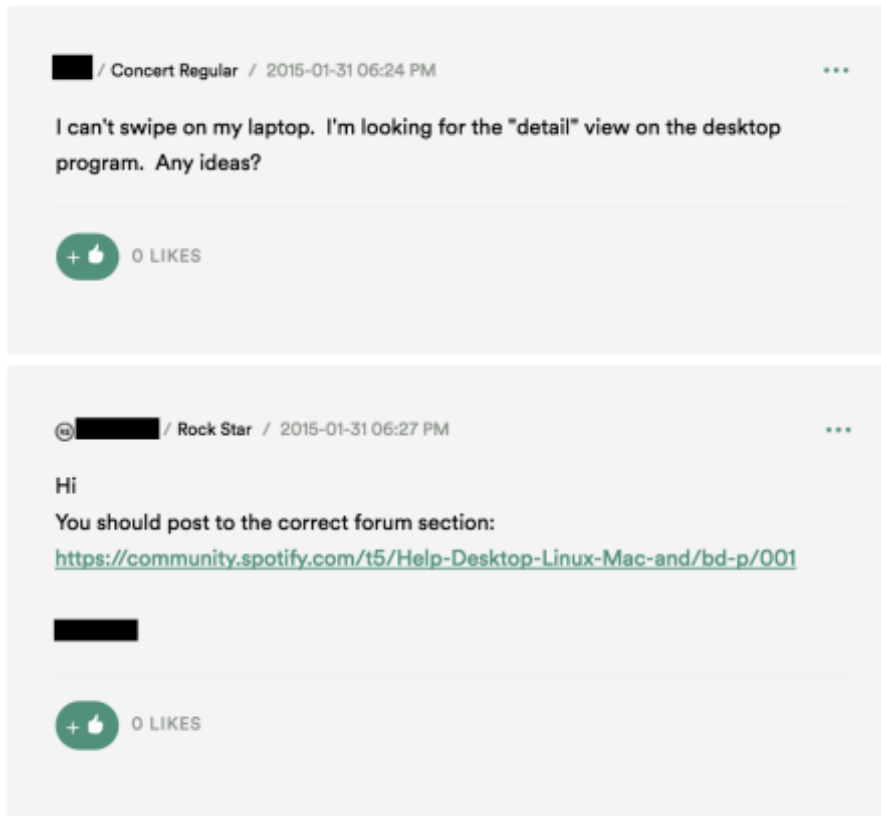 / Concert Regular / 2015-01-31 06:24 PM
I can't swipe on my laptop. I'm looking for the "detail" view on the desktop
program. Any ideas?
+ 0 LIKES
/ Rock Star / 2015-01-31 06:27 PM
Hi
You should post to the correct forum section:
https://community.spotify.com/t5/Help-Desktop-Linux-Mac-and/bd-p/001
+ 0 LIKES